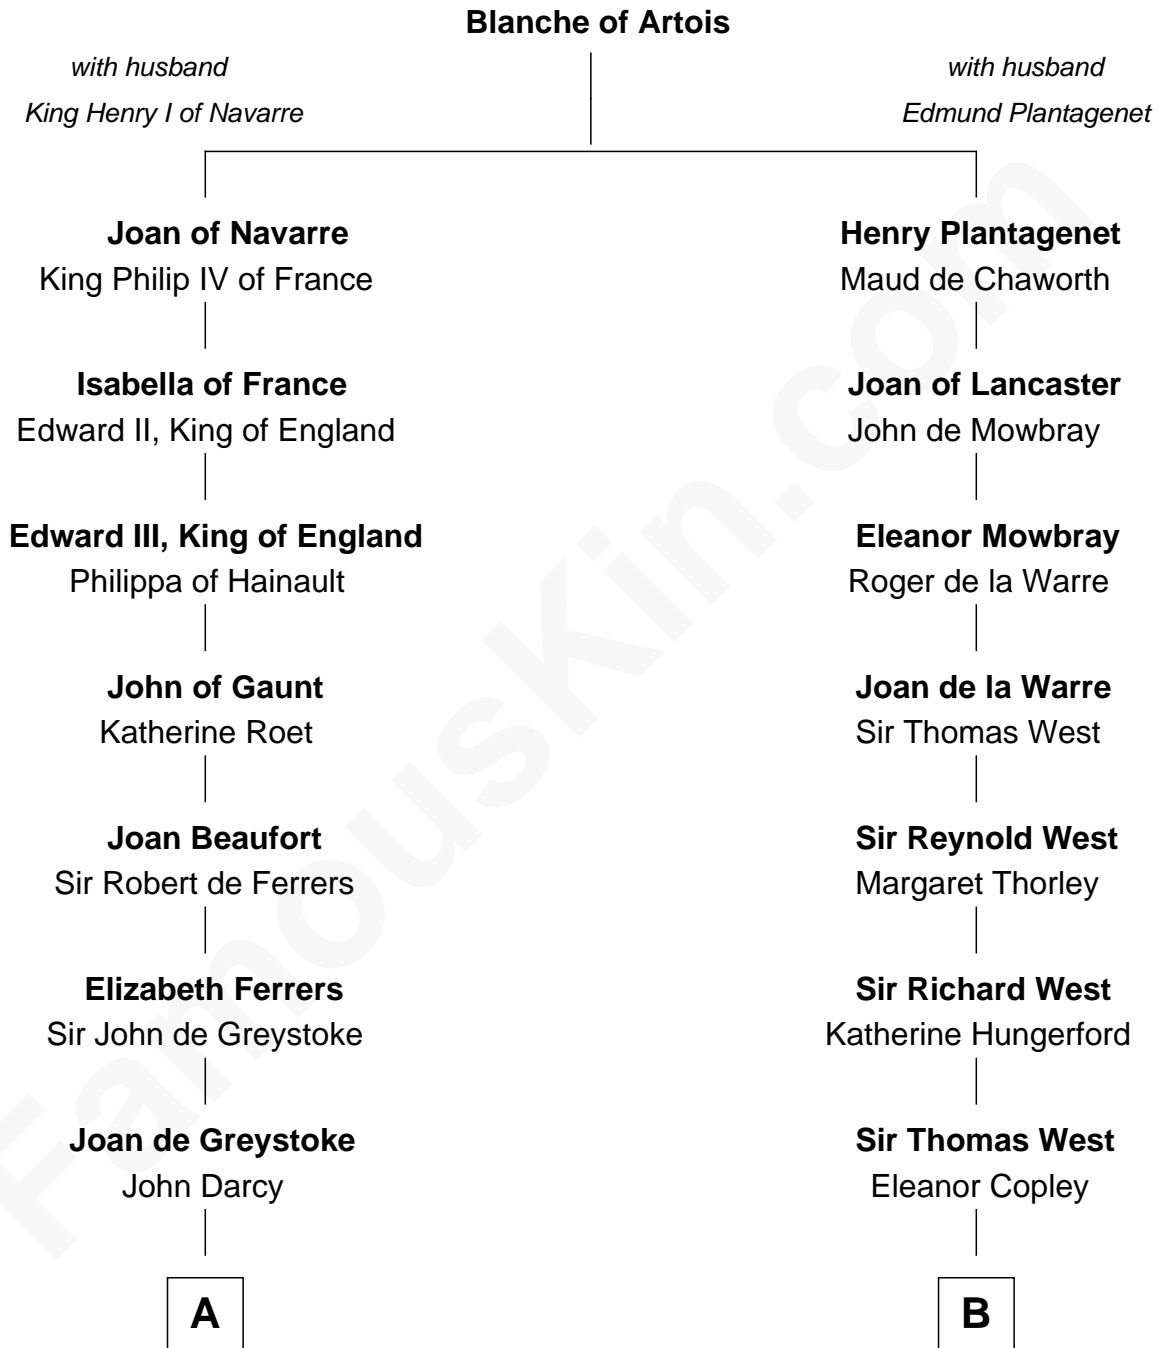 Blanche of Artois
with husband
King Henry I of Navarre
with husband
Edmund Plantagenet
Joan of Navarre
King Philip IV of France
Henry Plantagenet
Maud de Chaworth
Isabella of France
Edward II, King of England
Joan of Lancaster
John de Mowbray
Edward III, King of England
Philippa of Hainault
Eleanor Mowbray
Roger de la Warre
John of Gaunt
Katherine Roet
Joan de la Warre
Sir Thomas West
Joan Beaufort
Sir Robert de Ferrers
Sir Reynold West
Margaret Thorley
Elizabeth Ferrers
Sir John de Greystoke
Sir Richard West
Katherine Hungerford
Joan de Greystoke
John Darcy
Sir Thomas West
Eleanor Copley
A
B
FamousKin.com